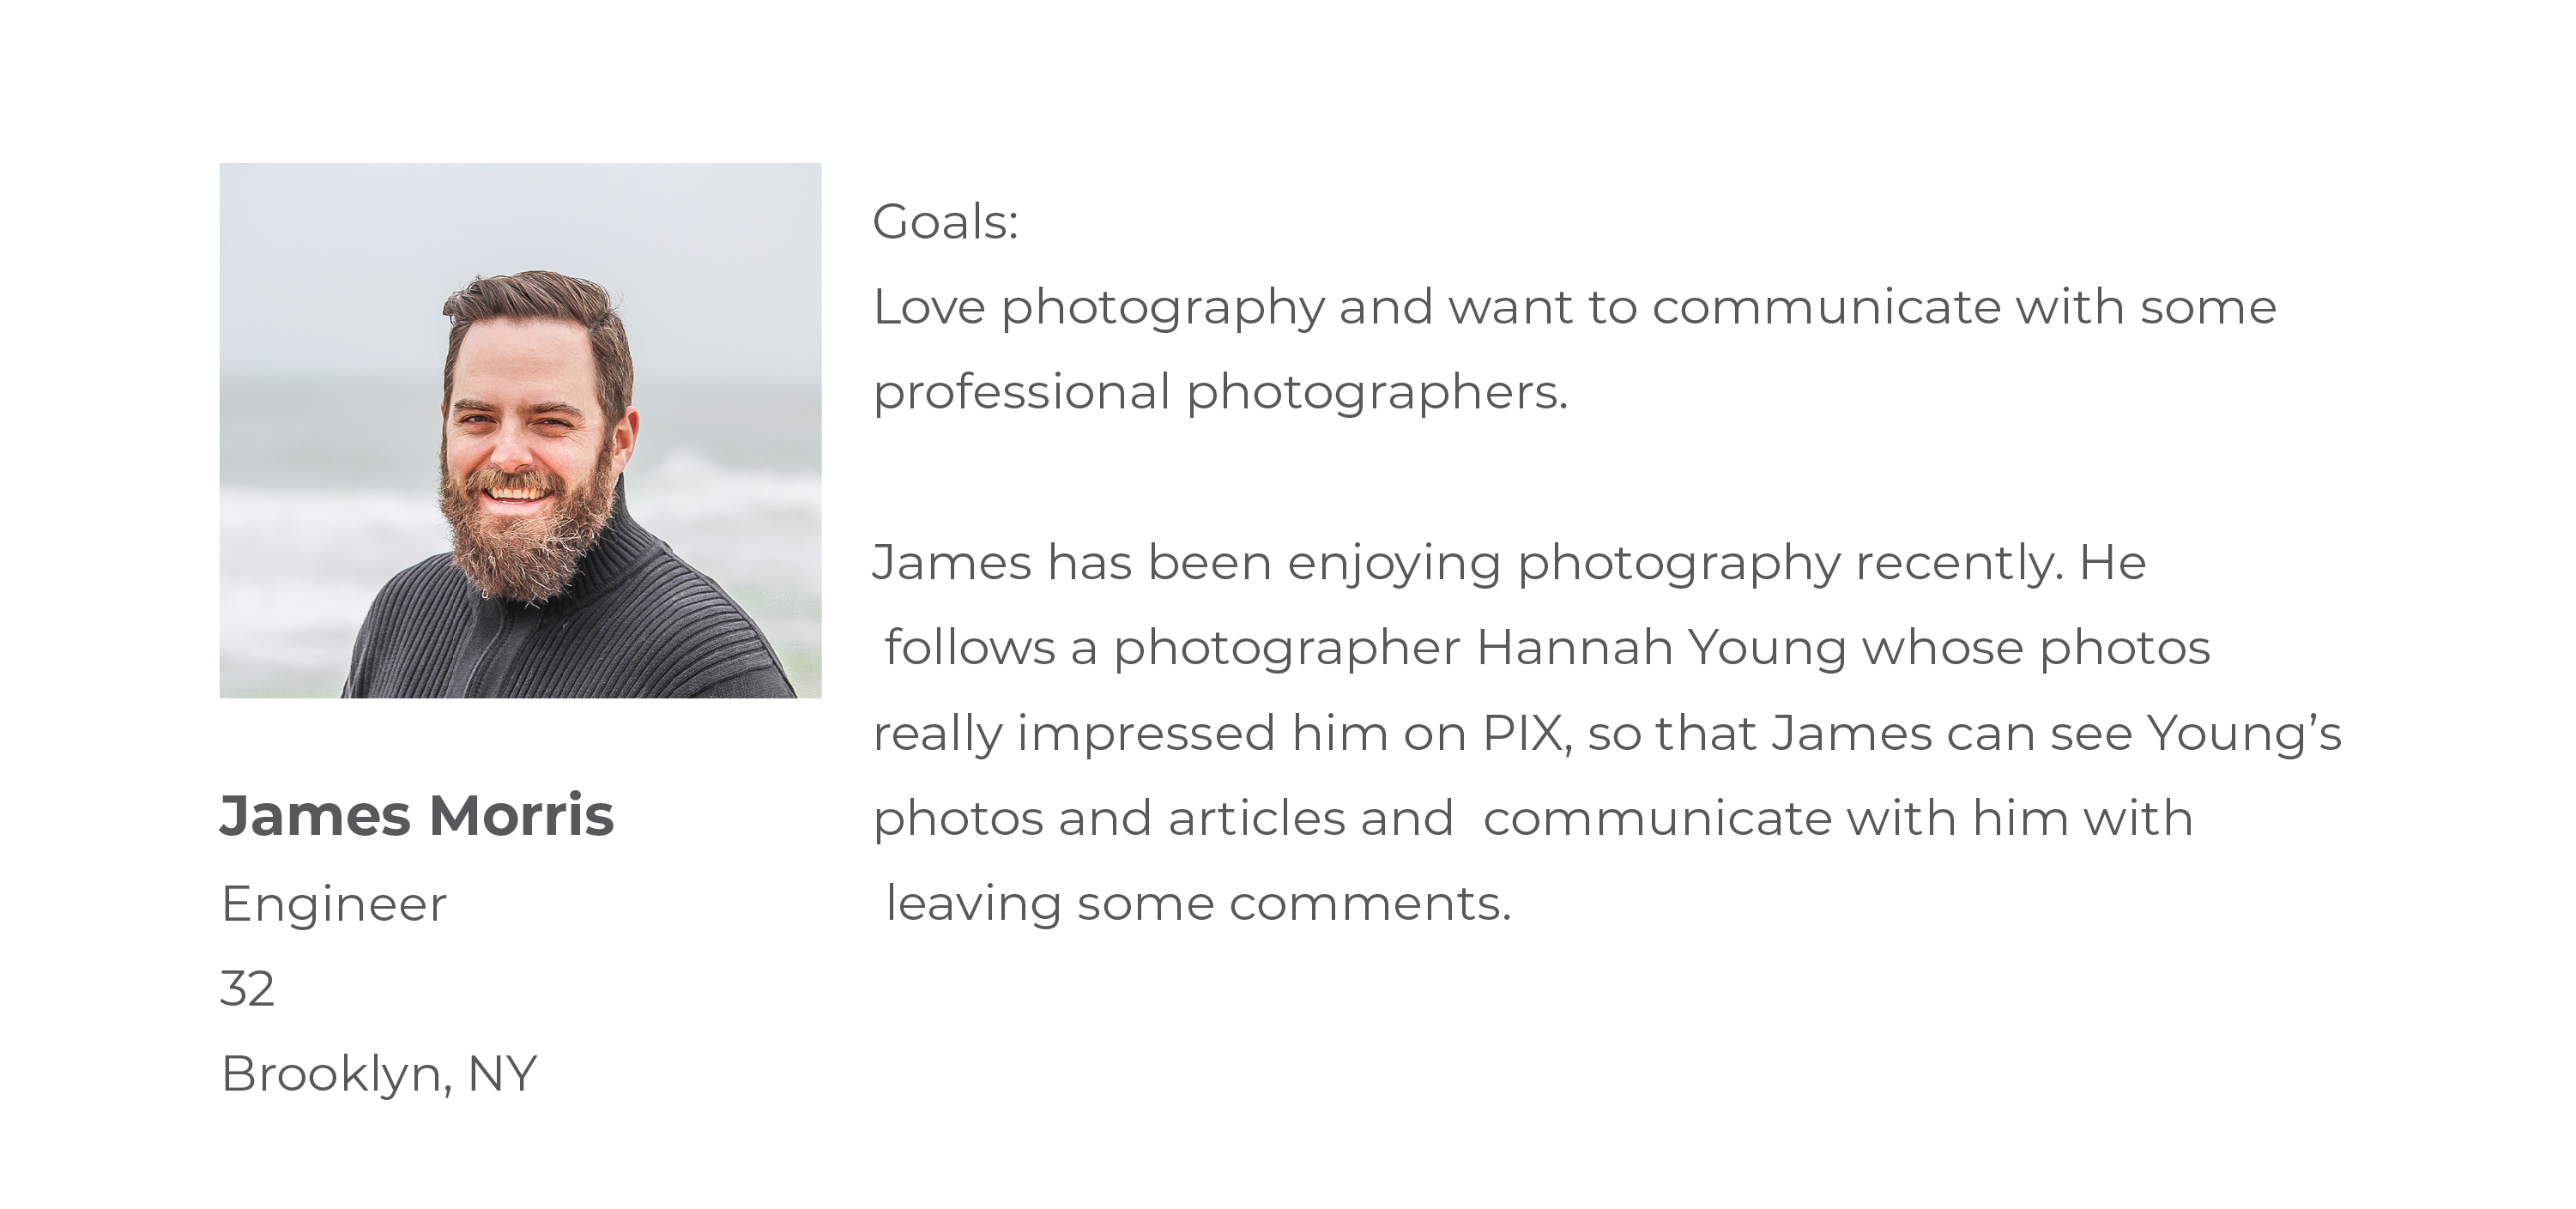 Goals:
Love photography and want to communicate with some
professional photographers.
James has been enjoying photography recently. He
follows a photographer Hannah Young whose photos
really impressed him on PIX, so that James can see Young’s
photos and articles and  communicate with him with
leaving some comments.
James Morris
Engineer
32
Brooklyn, NY